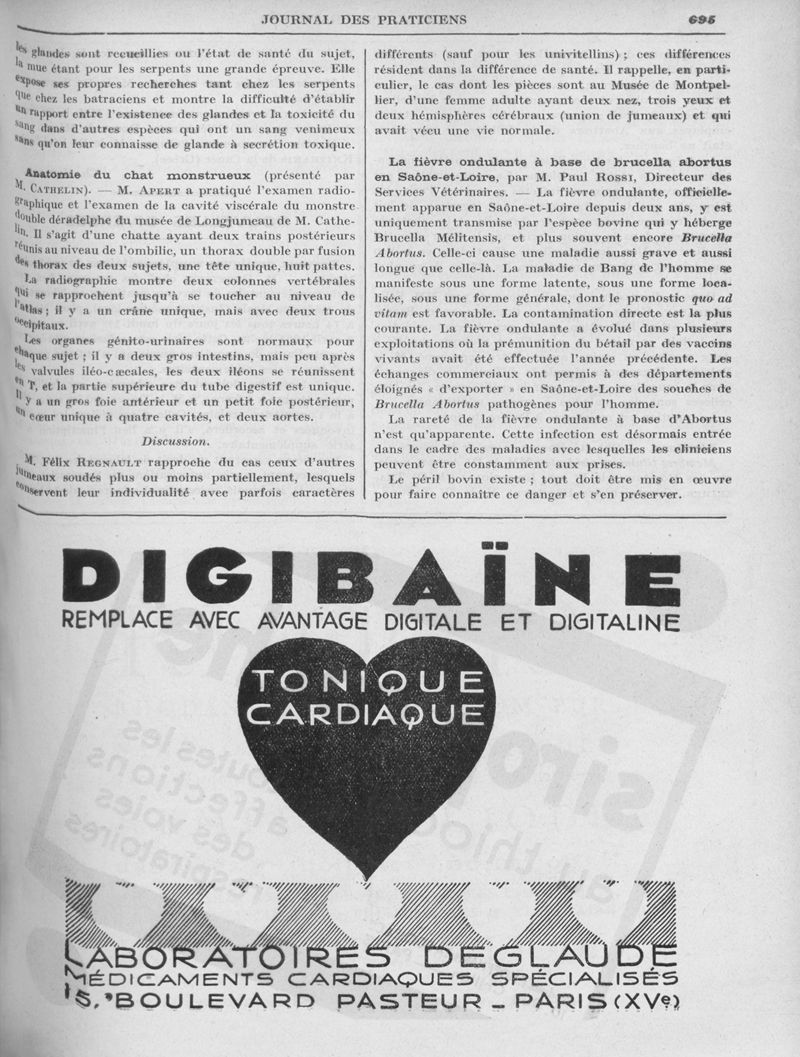 JOURNAL DES PRATICIENS
695
les glandes sont recueillies ou l'état de santé du sujet,
la mue étant pour les serpents une grande épreuve. Elle
expose ses propres recherches tant chez les serpents
que chez les batraciens et montre la difficulté d'établir
un rapport entre l'existence des glandes et la toxicité du
sang dans d'autres espèces qui ont un sang venimeux
sans qu'on leur connaisse de glande à secrétion toxique.
Anatomie du chat monstrueux (présenté par
M. CATHELIN). — M. APERT a pratiqué l'examen radio-
graphique et l'examen de la cavité viscérale du monstre
double déradelphe du musée de Longjumeau de M. Cathe-
lin. Il s'agit d'une chatte ayant deux trains postérieurs
réunis au niveau de l'ombilic, un thorax double par fusion
des thorax des deux sujets, une tête unique, huit pattes.
La radiographie montre deux colonnes vertébrales
qui se rapprochent jusqu'à se toucher au niveau de
l'atlas ; il y a un crâne unique, mais avec deux trous
occipitaux.
Les organes génito-urinaires sont normaux pour
chaque sujet ; il y a deux gros intestins, mais peu après
les valvules iléo-cæcales, les deux iléons se réunissent
en T, et la partie supérieure du tube digestif est unique.
Il y a un gros foie antérieur et un petit foie postérieur,
un cœur unique à quatre cavités, et deux aortes.
Discussion.
M. Félix REGNAULT rapproche du cas ceux d'autres
jumeaux soudés plus ou moins partiellement, lesquels
conservent leur individualité avec parfois caractères
différents (sauf pour les univitellins) ; ces différences
résident dans la différence de santé. Il rappelle, en parti-
culier, le cas dont les pièces sont au Musée de Montpel-
lier, d'une femme adulte ayant deux nez, trois yeux et
deux hémisphères cérébraux (union de jumeaux) et qui
avait vécu une vie normale.
La fièvre ondulante à base de brucella abortus
en Saône-et-Loire, par M. Paul ROSSI, Directeur des
Services Vétérinaires. — La fièvre ondulante, officielle-
ment apparue en Saône-et-Loire depuis deux ans, y est
uniquement transmise par l'espèce bovine qui y héberge
Brucella Mélitensis, et plus souvent encore Brucella
Abortus. Celle-ci cause une maladie aussi grave et aussi
longue que celle-là. La maladie de Bang de l'homme se
manifeste sous une forme latente, sous une forme loca-
lisée, sous une forme générale, dont le pronostic quo ad
vitam est favorable. La contamination directe est la plus
courante. La fièvre ondulante a évolué dans plusieurs
exploitations où la prémunition du bétail par des vaccins
vivants avait été effectuée l'année précédente. Les
échanges commerciaux ont permis à des départements
éloignés « d'exporter » en Saône-et-Loire des souches de
Brucella Abortus pathogènes pour l'homme.
La rareté de la fièvre ondulante à base d'Abortus
n'est qu'apparente. Cette infection est désormais entrée
dans le cadre des maladies avec lesquelles les cliniciens
peuvent être constamment aux prises.
Le péril bovin existe ; tout doit être mis en œuvre
pour faire connaître ce danger et s'en préserver.
DIGIBAÏNE
REMPLACE AVEC AVANTAGE DIGITALE ET DIGITALINE
TONIQUE
CARDIAQUE
LABORATOIRES DEGLAUDE
MÉDICAMENTS CARDIAQUES SPÉCIALISÉS
15, BOULEVARD PASTEUR - PARIS (XVe)